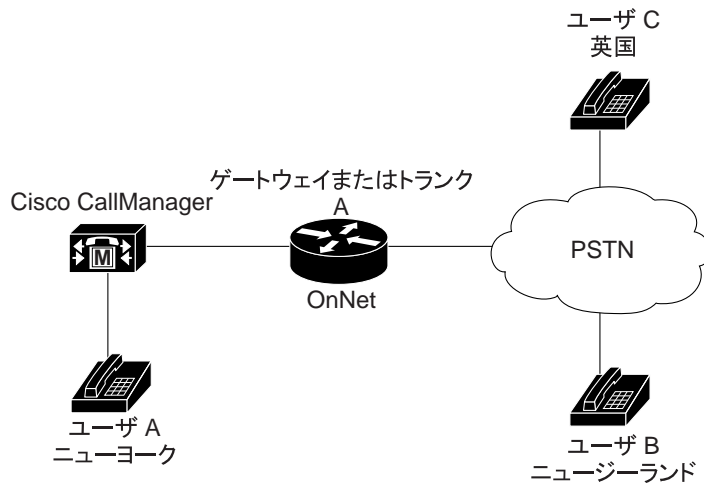 ユーザ C
英国
ゲートウェイまたはトランク
A
Cisco CallManager
M
PSTN
OnNet
ユーザ A
ニューヨーク
ユーザ B
ニュージーランド